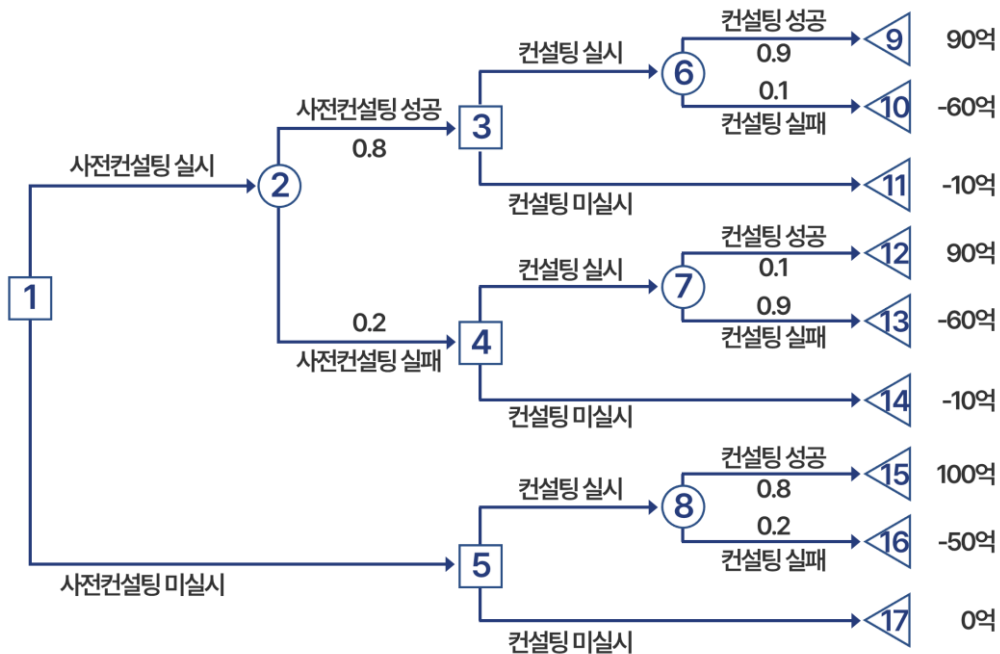 컨설팅 성공
9
90억
컨설팅 실시
6
0.9
0.1
10
-60억
사전컨설팅 성공
3
컨설팅 실패
0.8
사전컨설팅 실시
2
11
-10억
컨설팅 미실시
컨설팅 성공
12
90억
컨설팅 실시
7
0.1
1
0.9
13
-60억
0.2
4
컨설팅 실패
사전컨설팅 실패
14
-10억
컨설팅 미실시
컨설팅 성공
15
100억
컨설팅 실시
8
0.8
0.2
16
-50억
5
컨설팅 실패
사전컨설팅 미실시
17
0억
컨설팅 미실시